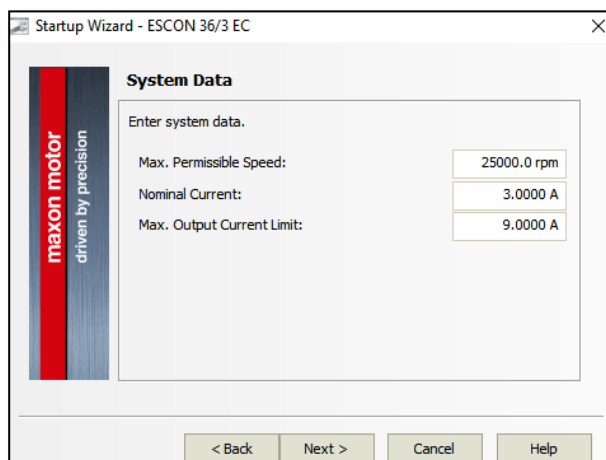 Startup Wizard - ESCON 36/3 EC
maxon motor
driven by precision
System Data
Enter system data.
Max. Permissible Speed: 25000.0 rpm
Nominal Current: 3.0000 A
Max. Output Current Limit: 9.0000 A
< Back Next > Cancel Help